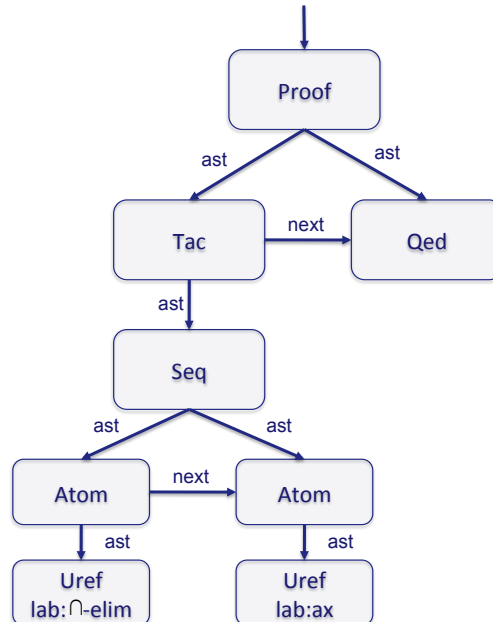 Proof
ast
ast
Tac
next
Qed
ast
Seq
ast
ast
Atom
next
Atom
ast
ast
Uref
lab:∩-elim
Uref
lab:ax